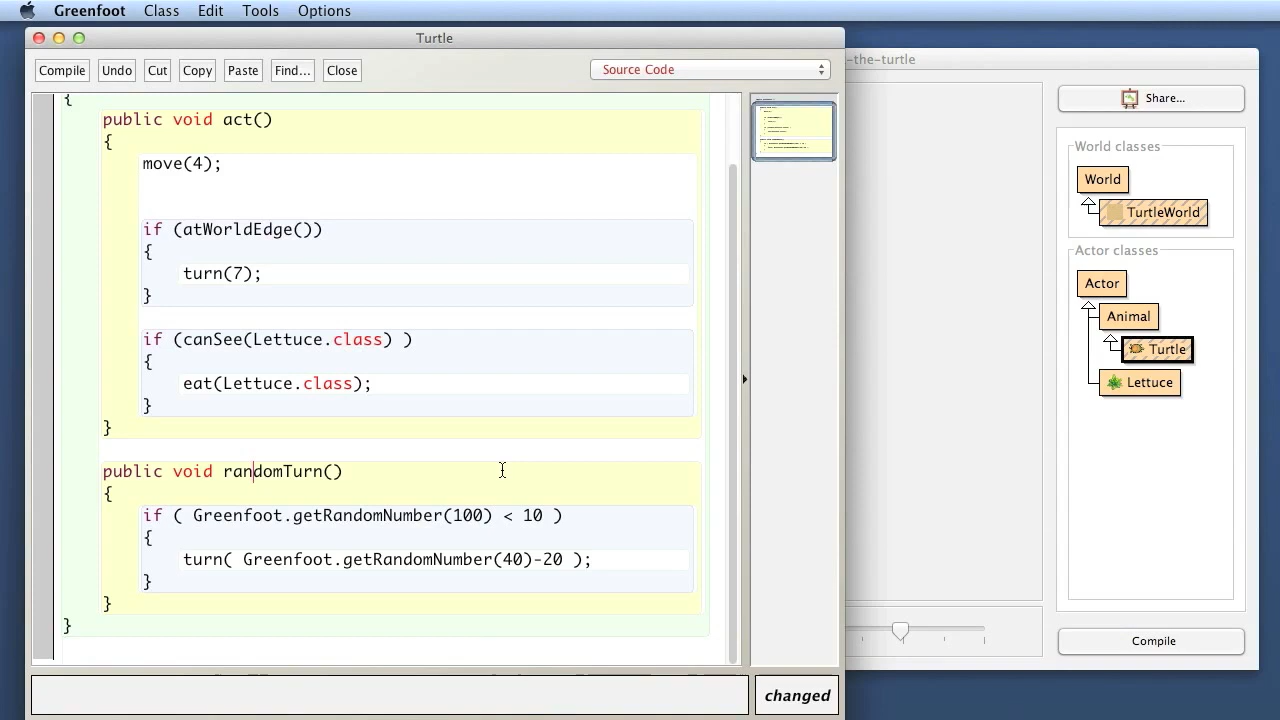 Greenfoot Class Edit Tools Options
Turtle
-the-turtle
Compile Undo Cut Copy Paste Find... Close Source Code
Share...
{
public void act()
{
move(4);
if (atWorldEdge())
{
turn(7);
}
if (canSee(Lettuce.class) )
{
eat(Lettuce.class);
}
}
public void randomTurn()
{
if ( Greenfoot.getRandomNumber(100) < 10 )
{
turn( Greenfoot.getRandomNumber(40)-20 );
}
}
}
changed
World classes
World
TurtleWorld
Actor classes
Actor
Animal
Turtle
Lettuce
Compile